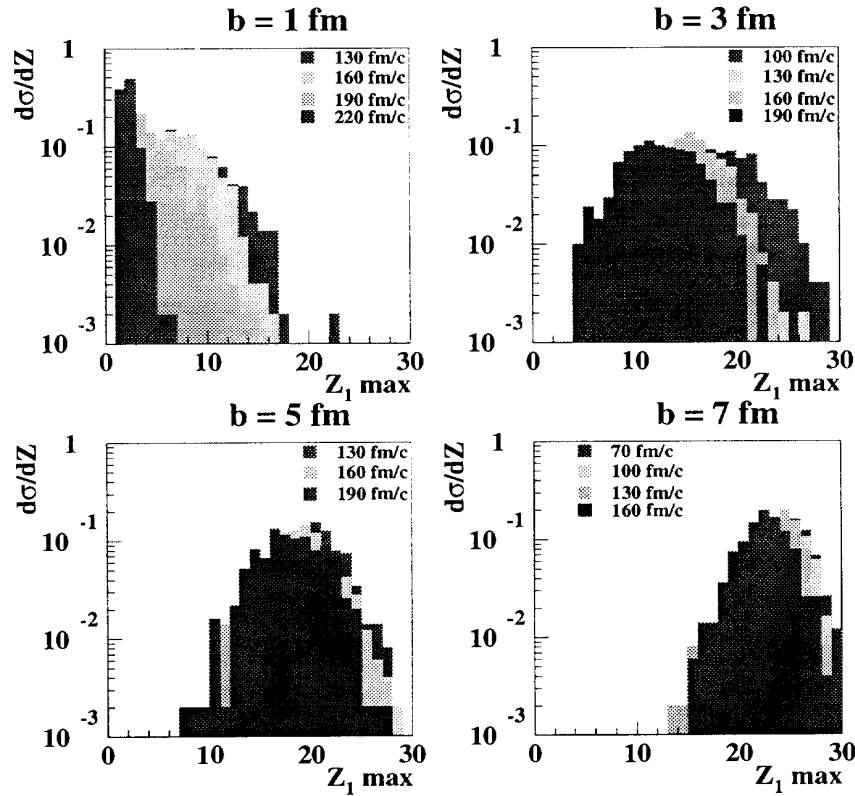 b = 1 fm
dσ/dZ
1
10 -1
10 -2
10 -3
130 fm/c
160 fm/c
190 fm/c
220 fm/c
0 10 20 30
Z1 max
b = 3 fm
dσ/dZ
1
10 -1
10 -2
10 -3
100 fm/c
130 fm/c
160 fm/c
190 fm/c
0 10 20 30
Z1 max
b = 5 fm
dσ/dZ
1
10 -1
10 -2
10 -3
130 fm/c
160 fm/c
190 fm/c
10 20 30
Z1 max
b = 7 fm
dσ/dZ
1
10 -1
10 -2
10 -3
70 fm/c
100 fm/c
130 fm/c
160 fm/c
0 10 20 30
Z1 max